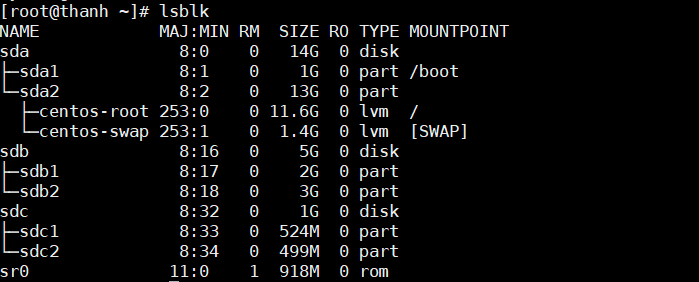 [root@thanh ~]# lsblk
NAME            MAJ:MIN RM  SIZE RO TYPE MOUNTPOINT
sda               8:0    0   14G  0 disk
├─sda1            8:1    0    1G  0 part /boot
└─sda2            8:2    0   13G  0 part
  ├─centos-root 253:0    0 11.6G  0 lvm  /
  └─centos-swap 253:1    0  1.4G  0 lvm  [SWAP]
sdb               8:16   0    5G  0 disk
├─sdb1            8:17   0    2G  0 part
└─sdb2            8:18   0    3G  0 part
sdc               8:32   0    1G  0 disk
├─sdc1            8:33   0  524M  0 part
└─sdc2            8:34   0  499M  0 part
sr0              11:0    1  918M  0 rom